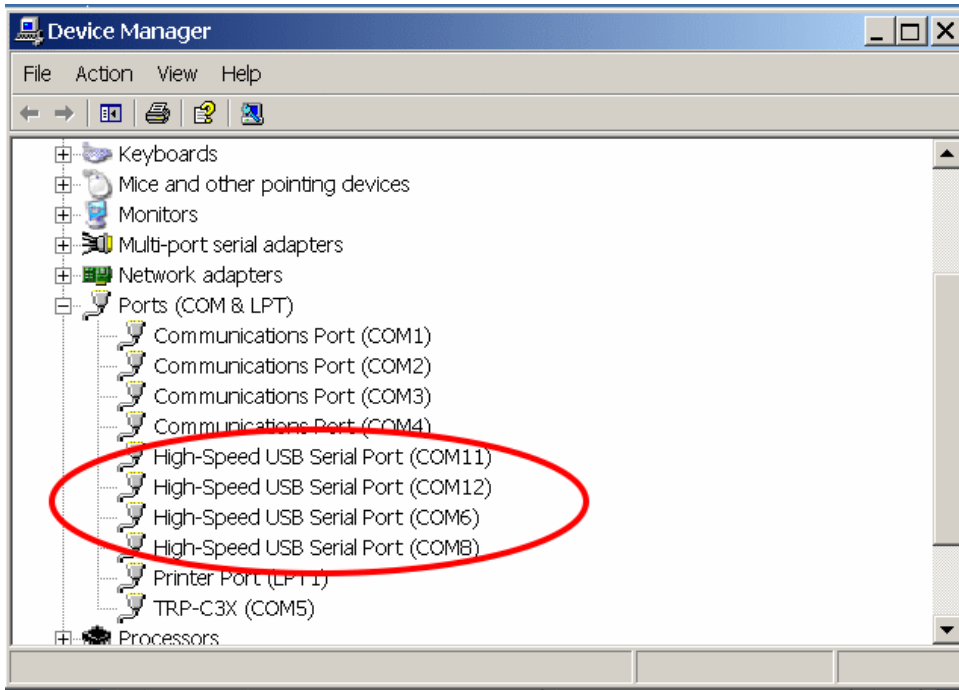 Device Manager
File Action View Help
Keyboards
Mice and other pointing devices
Monitors
Multi-port serial adapters
Network adapters
Ports (COM & LPT)
Communications Port (COM1)
Communications Port (COM2)
Communications Port (COM3)
Communications Port (COM4)
High-Speed USB Serial Port (COM11)
High-Speed USB Serial Port (COM12)
High-Speed USB Serial Port (COM6)
High-Speed USB Serial Port (COM8)
Printer Port (LPT1)
TRP-C3X (COM5)
Processors